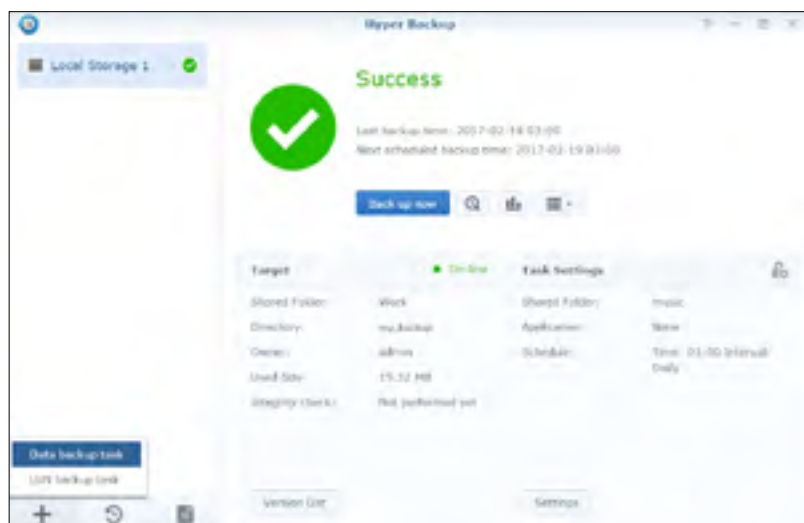 Hyper Backup
Local Storage 1
Success
Last backup time: 2017-02-18 03:00
Next scheduled backup time: 2017-02-19 03:00
Back up now
Target
On-line
Task Settings
Shared Folder: Work
Shared Folder: music
Directory: my_backup
Application: None
Owner: admin
Schedule: Time: Interval:
Daily
Used Size: 15.32 MB
Integrity check: Not performed yet
Data backup task
LUN backup task
Version List
Settings